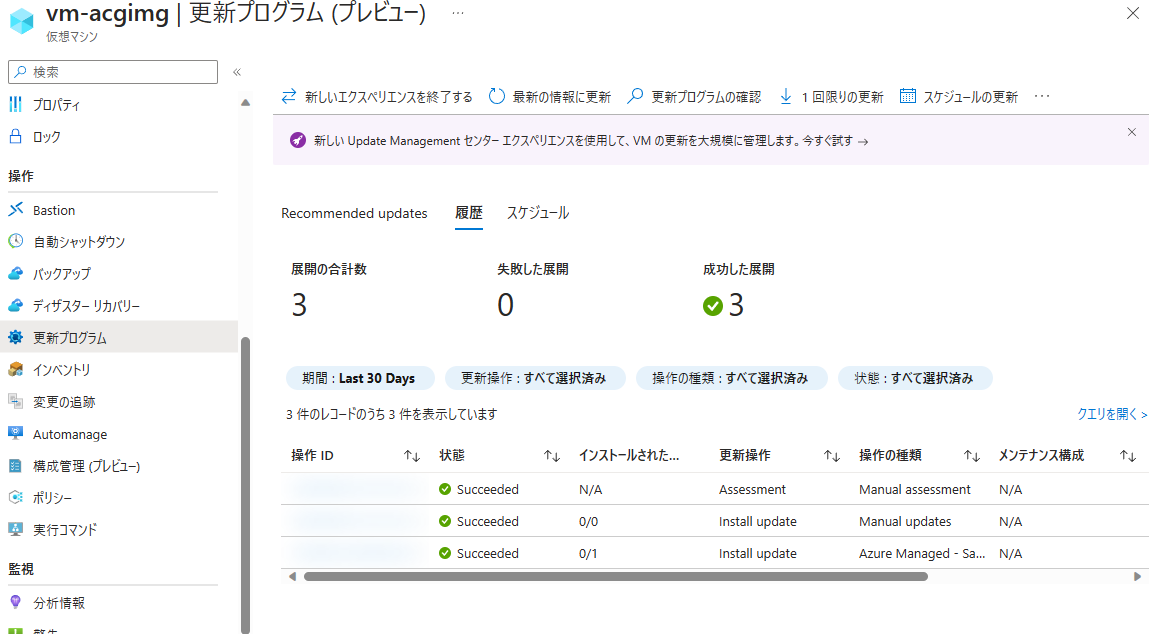 vm-acgimg | 更新プログラム (プレビュー) ...
仮想マシン
検索 «
プロパティ
ロック
操作
Bastion
自動シャットダウン
バックアップ
ディザスター リカバリー
更新プログラム
インベントリ
変更の追跡
Automanage
構成管理 (プレビュー)
ポリシー
実行コマンド
監視
分析情報
警告
新しいエクスペリエンスを終了する 最新の情報に更新 更新プログラムの確認 1 回限りの更新 スケジュールの更新 ...
新しい Update Management センター エクスペリエンスを使用して、VM の更新を大規模に管理します。今すぐ試す →
Recommended updates 履歴 スケジュール
展開の合計数 失敗した展開 成功した展開
3 0 3
期間 : Last 30 Days 更新操作 : すべて選択済み 操作の種類 : すべて選択済み 状態 : すべて選択済み
3 件のレコードのうち 3 件を表示しています クエリを開く >
操作 ID 状態 インストールされた... 更新操作 操作の種類 メンテナンス構成
Succeeded N/A Assessment Manual assessment N/A
Succeeded 0/0 Install update Manual updates N/A
Succeeded 0/1 Install update Azure Managed - Sa... N/A